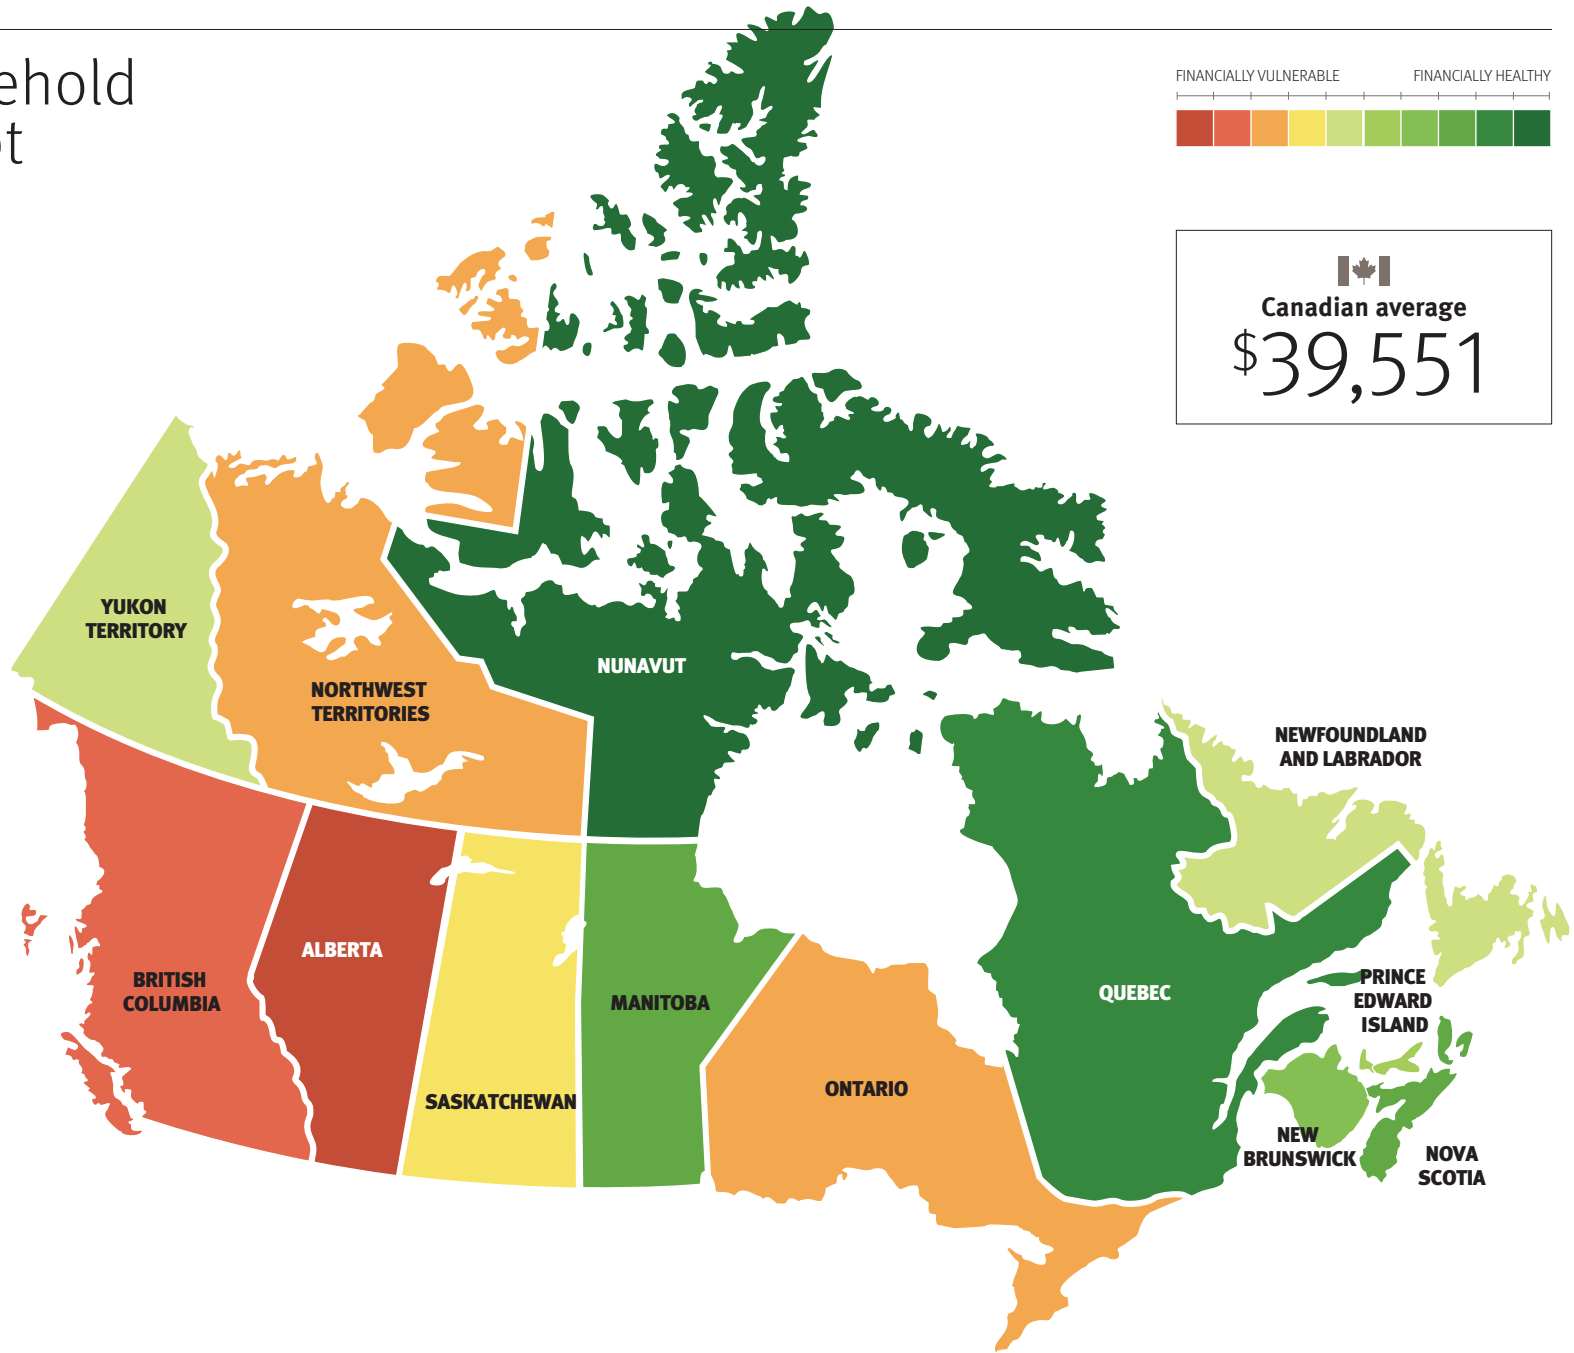 ehold
t
FINANCIALLY VULNERABLE
FINANCIALLY HEALTHY
Canadian average
$39,551
YUKON
TERRITORY
NORTHWEST
TERRITORIES
NUNAVUT
NEWFOUNDLAND
AND LABRADOR
BRITISH
COLUMBIA
ALBERTA
SASKATCHEWAN
MANITOBA
ONTARIO
QUEBEC
PRINCE
EDWARD
ISLAND
NEW
BRUNSWICK
NOVA
SCOTIA